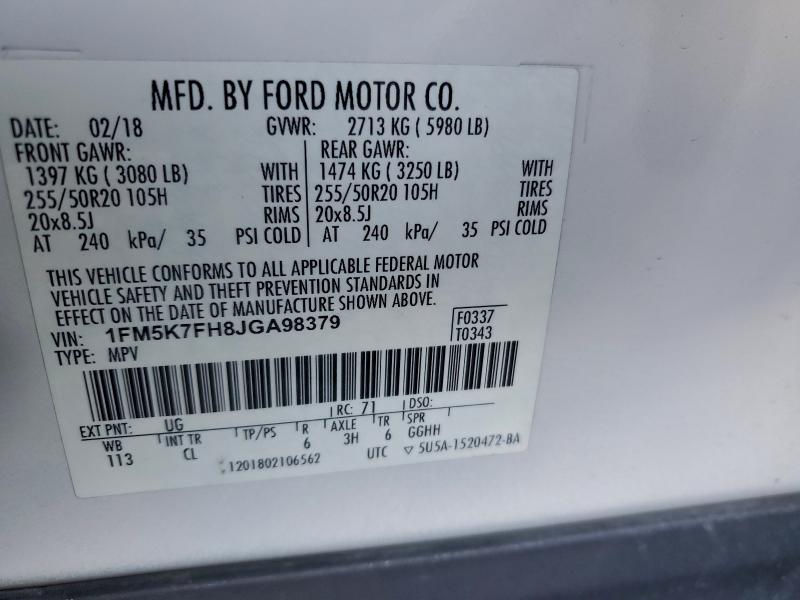 MFD. BY FORD MOTOR CO.
DATE: 02/18 GVWR: 2713 KG ( 5980 LB)
FRONT GAWR: REAR GAWR:
1397 KG ( 3080 LB) WITH 1474 KG ( 3250 LB) WITH
255/50R20 105H TIRES 255/50R20 105H TIRES
20x8.5J RIMS 20x8.5J RIMS
AT 240 kPa/ 35 PSI COLD AT 240 kPa/ 35 PSI COLD
THIS VEHICLE CONFORMS TO ALL APPLICABLE FEDERAL MOTOR
VEHICLE SAFETY AND THEFT PREVENTION STANDARDS IN
EFFECT ON THE DATE OF MANUFACTURE SHOWN ABOVE.
VIN: 1FM5K7FH8JGA98379 F0337
TYPE: MPV T0343
EXT PNT: UG RC: 71 DSO:
WB INT TR TP/PS R AXLE TR SPR
113 CL 6 3H 6 GGHH
1201802106562 UTC ▽ 5U5A-1520472-BA